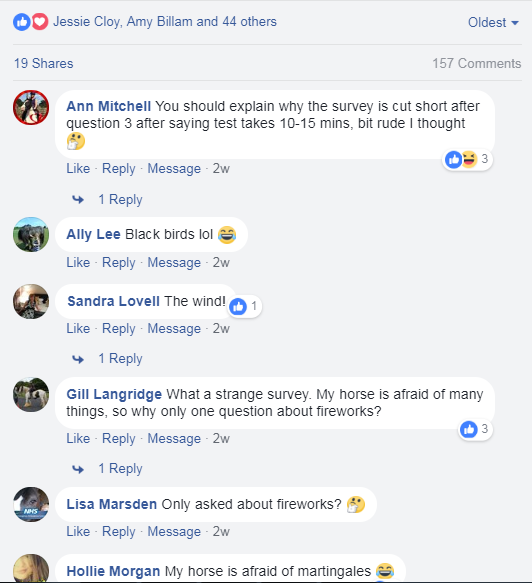 Jessie Cloy, Amy Billam and 44 others
Oldest
19 Shares
157 Comments
Ann Mitchell You should explain why the survey is cut short after
question 3 after saying test takes 10-15 mins, bit rude I thought
🤔
3
Like · Reply · Message · 2w
1 Reply
Ally Lee Black birds lol 😂
Like · Reply · Message · 2w
Sandra Lovell The wind!
1
Like · Reply · Message · 2w
1 Reply
Gill Langridge What a strange survey. My horse is afraid of many
things, so why only one question about fireworks?
3
Like · Reply · Message · 2w
1 Reply
NHS
Lisa Marsden Only asked about fireworks? 🤔
Like · Reply · Message · 2w
Hollie Morgan My horse is afraid of martingales 😂